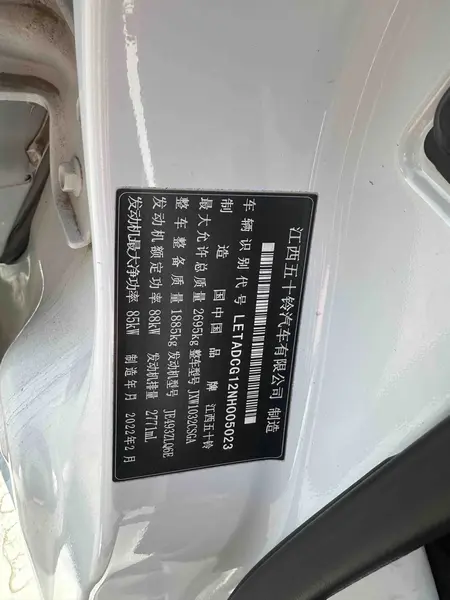 江西五十铃汽车有限公司 制造
车辆识别代号 LETADCG12NH005023
制造国 中国 品牌 江西五十铃
最大允许总质量 2695kg 整车型号 JXW1032CSGA
整车整备质量 1885kg 发动机型号 JE493ZLQ6E
发动机额定功率 88kW 发动机排量 2771mL
发动机最大净功率 85kW 制造年月 2022年2月